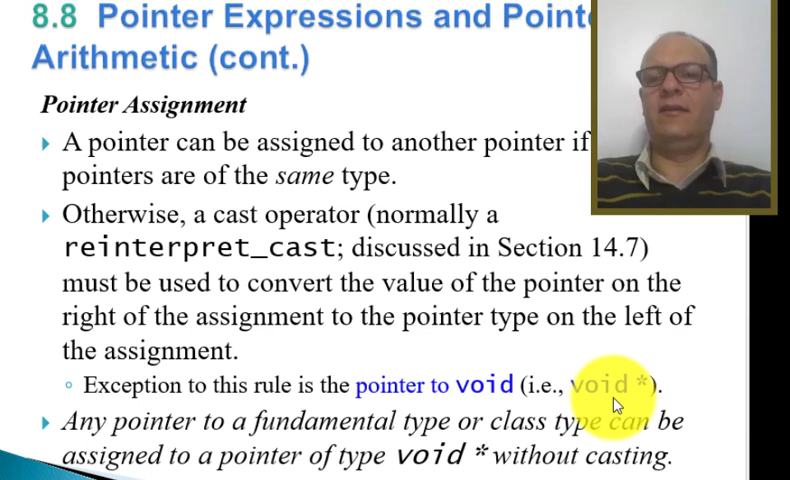 8.8 Pointer Expressions and Pointe
Arithmetic (cont.)
Pointer Assignment
A pointer can be assigned to another pointer if
pointers are of the same type.
Otherwise, a cast operator (normally a
reinterpret_cast; discussed in Section 14.7)
must be used to convert the value of the pointer on the
right of the assignment to the pointer type on the left of
the assignment.
Exception to this rule is the pointer to void (i.e., void *).
Any pointer to a fundamental type or class type can be
assigned to a pointer of type void * without casting.